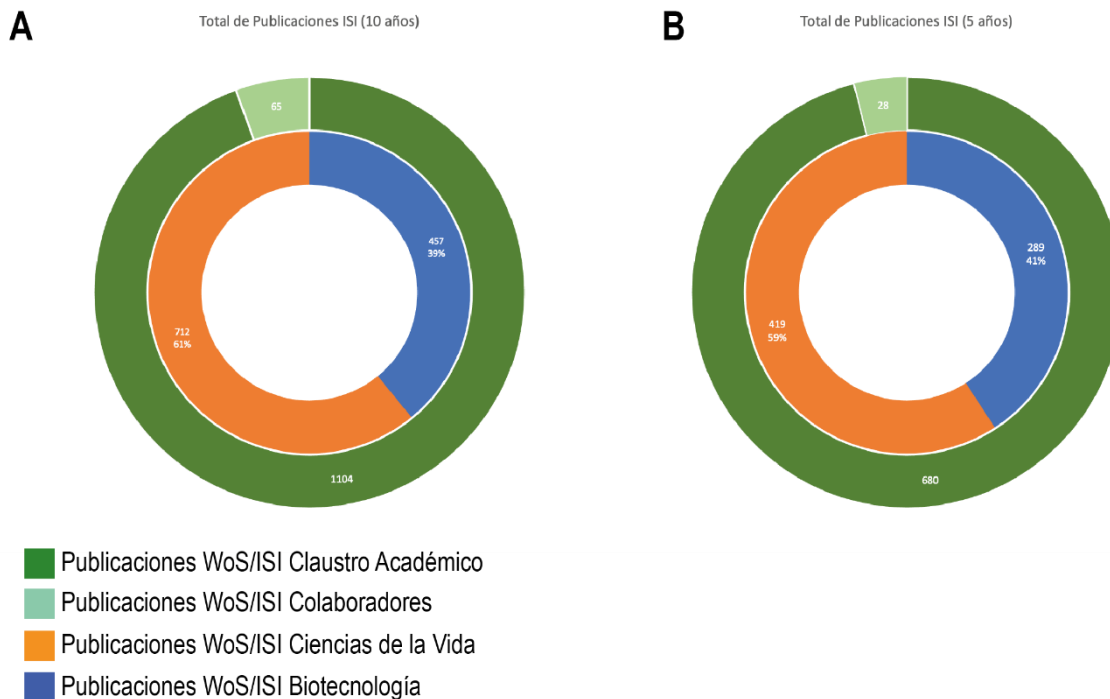 A
Total de Publicaciones ISI (10 años)
65
457
39%
712
61%
1104
B
Total de Publicaciones ISI (5 años)
28
289
41%
419
59%
680
Publicaciones WoS/ISI Claustro Académico
Publicaciones WoS/ISI Colaboradores
Publicaciones WoS/ISI Ciencias de la Vida
Publicaciones WoS/ISI Biotecnología